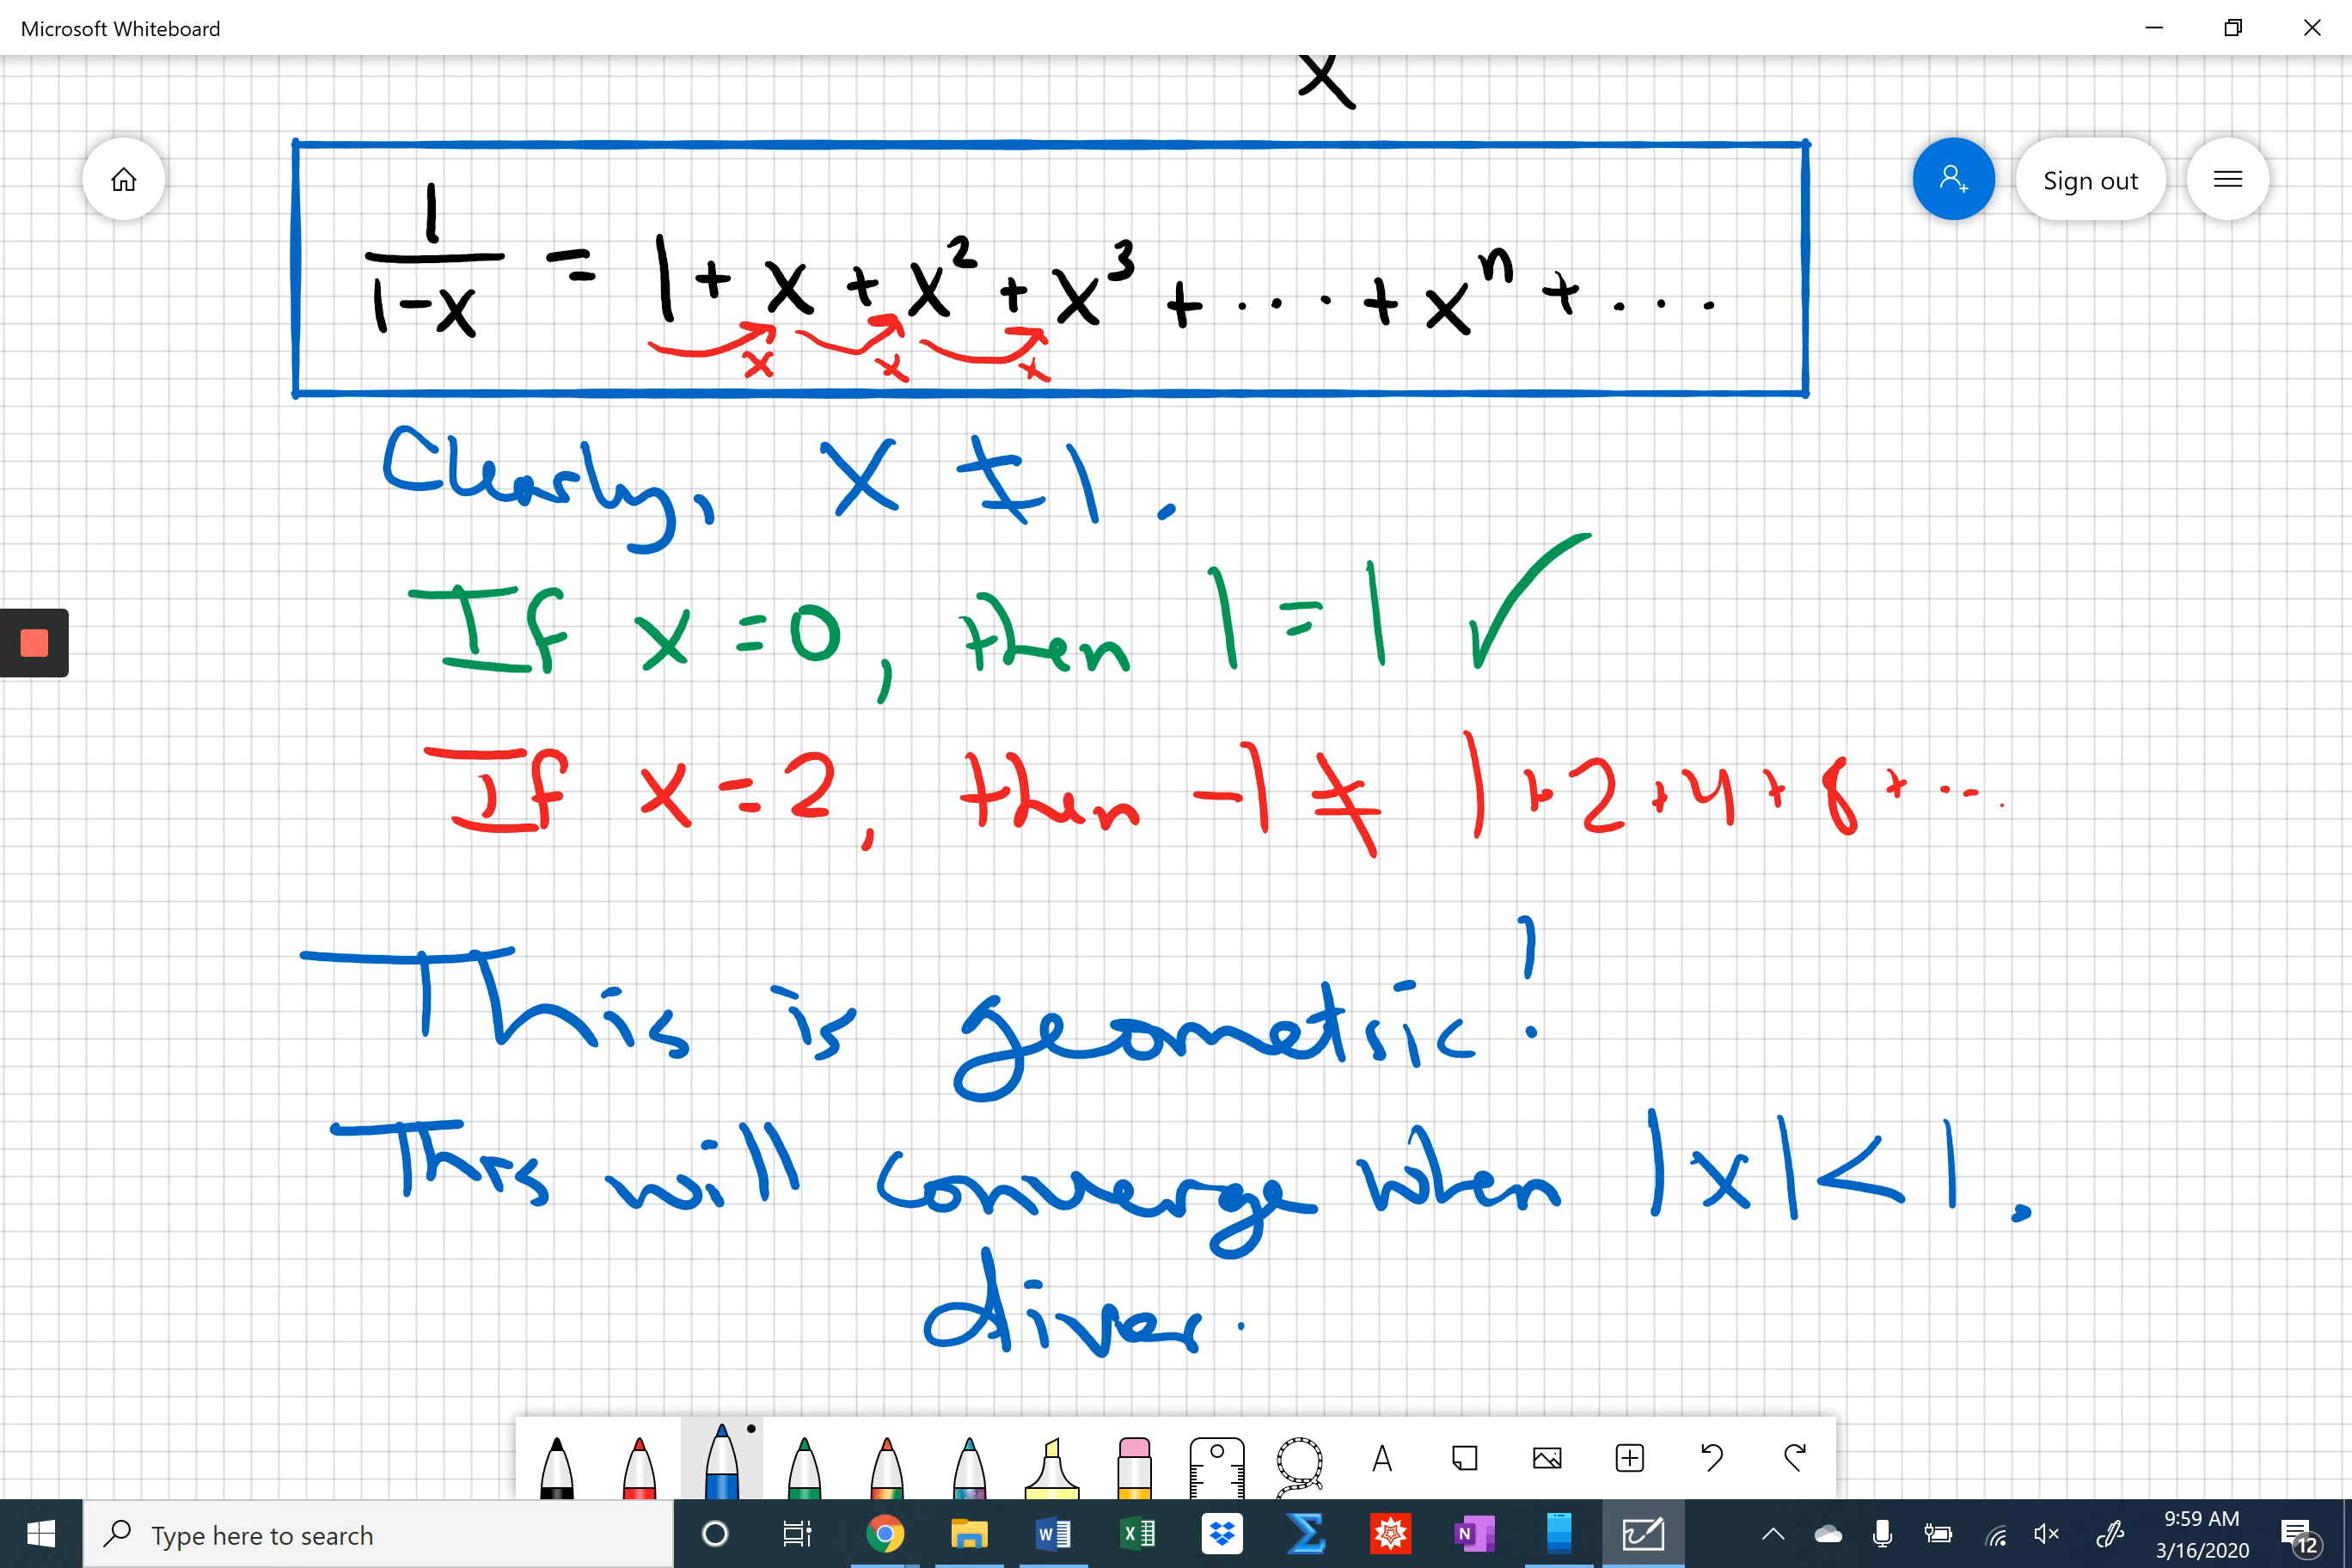 Microsoft Whiteboard
x
Sign out
1/(1-x) = 1 + x + x² + x³ + ... + xⁿ + ...
x x x
Clearly, x ≠ 1.
If x = 0, then 1 = 1 ✓
If x = 2, then -1 ≠ 1 + 2 + 4 + 8 + ...
This is geometric!
This will converge when |x| < 1.
diver.
A
Type here to search
W
X
N
9:59 AM
3/16/2020
12